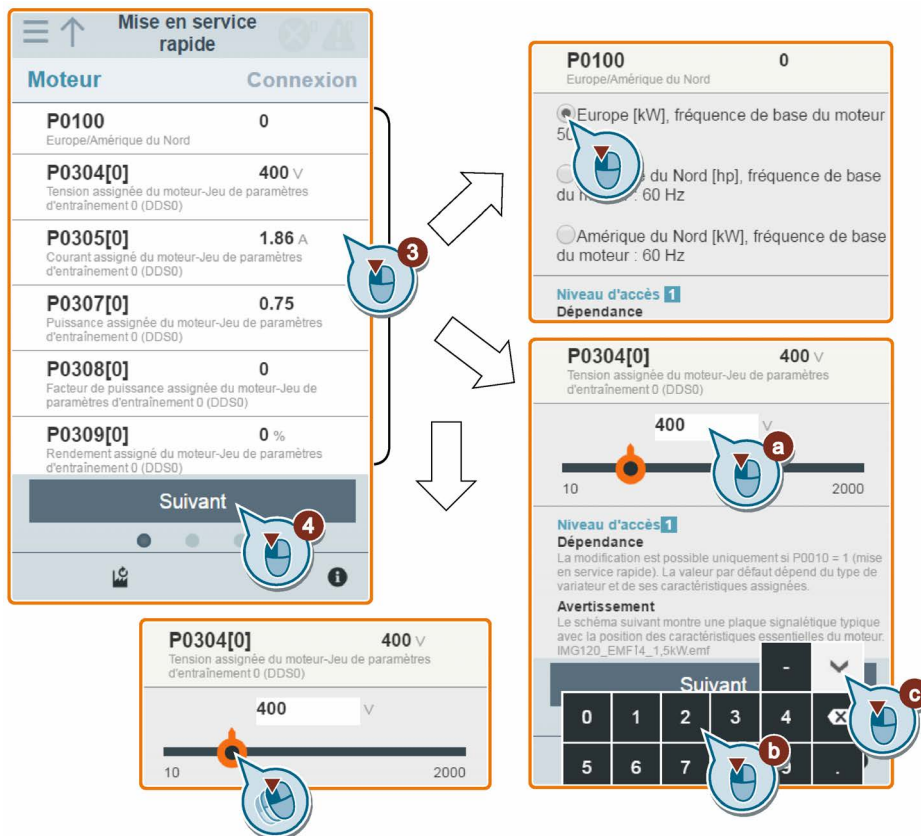 Mise en service
rapide
Moteur
Connexion
P0100 0
Europe/Amérique du Nord
P0304[0] 400 V
Tension assignée du moteur-Jeu de paramètres
d'entraînement 0 (DDS0)
P0305[0] 1.86 A
Courant assigné du moteur-Jeu de paramètres
d'entraînement 0 (DDS0)
P0307[0] 0.75
Puissance assignée du moteur-Jeu de paramètres
d'entraînement 0 (DDS0)
P0308[0] 0
Facteur de puissance assignée du moteur-Jeu de
paramètres d'entraînement 0 (DDS0)
P0309[0] 0 %
Rendement assigné du moteur-Jeu de paramètres
d'entraînement 0 (DDS0)
Suivant
3
4
P0100 0
Europe/Amérique du Nord
Europe [kW], fréquence de base du moteur
du Nord [hp], fréquence de base
: 60 Hz
Amérique du Nord [kW], fréquence de base
du moteur : 60 Hz
Niveau d'accès 1
Dépendance
P0304[0] 400 V
Tension assignée du moteur-Jeu de paramètres
d'entraînement 0 (DDS0)
400 V
a
10 2000
Niveau d'accès 1
Dépendance
La modification est possible uniquement si P0010 = 1 (mise
en service rapide). La valeur par défaut dépend du type de
variateur et de ses caractéristiques assignées.
Avertissement
Le schéma suivant montre une plaque signalétique typique
avec la position des caractéristiques essentielles du moteur.
IMG120_EMF14_1,5kW.emf
Suivant
-
c
0 1 2 3 4
b
5 6 7 9 .
P0304[0] 400 V
Tension assignée du moteur-Jeu de paramètres
d'entraînement 0 (DDS0)
400 V
10 2000